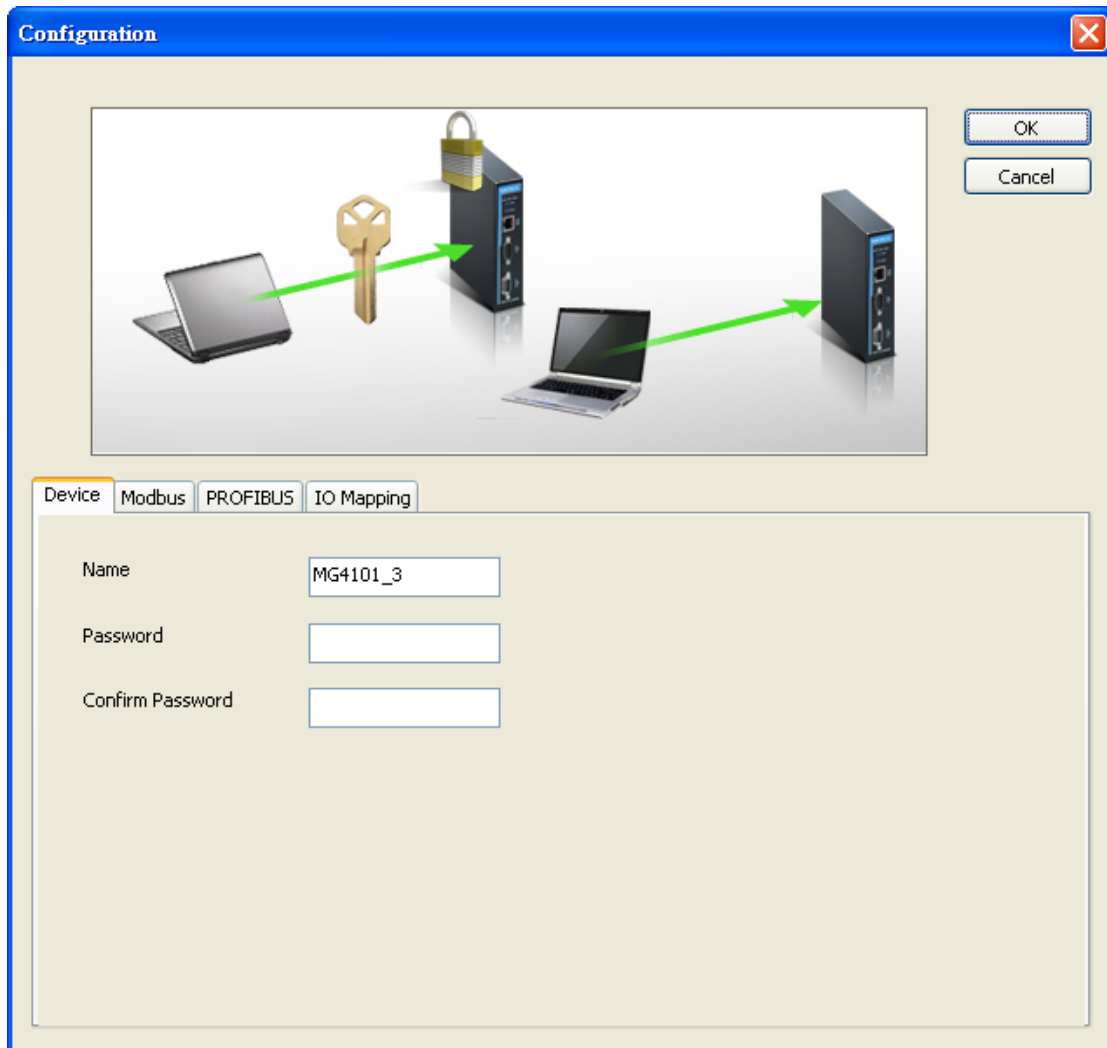 Configuration
OK
Cancel
Device Modbus PROFIBUS IO Mapping
Name MG4101_3
Password
Confirm Password